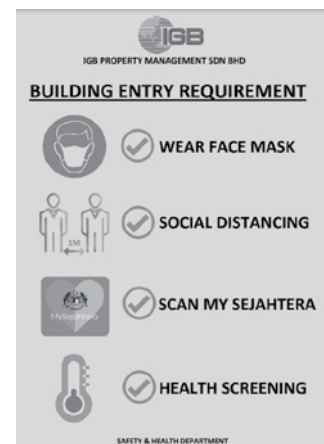 IGB
IGB PROPERTY MANAGEMENT SDN BHD
BUILDING ENTRY REQUIREMENT
WEAR FACE MASK
1M
SOCIAL DISTANCING
MySejahtera
SCAN MY SEJAHTERA
HEALTH SCREENING
SAFETY & HEALTH DEPARTMENT